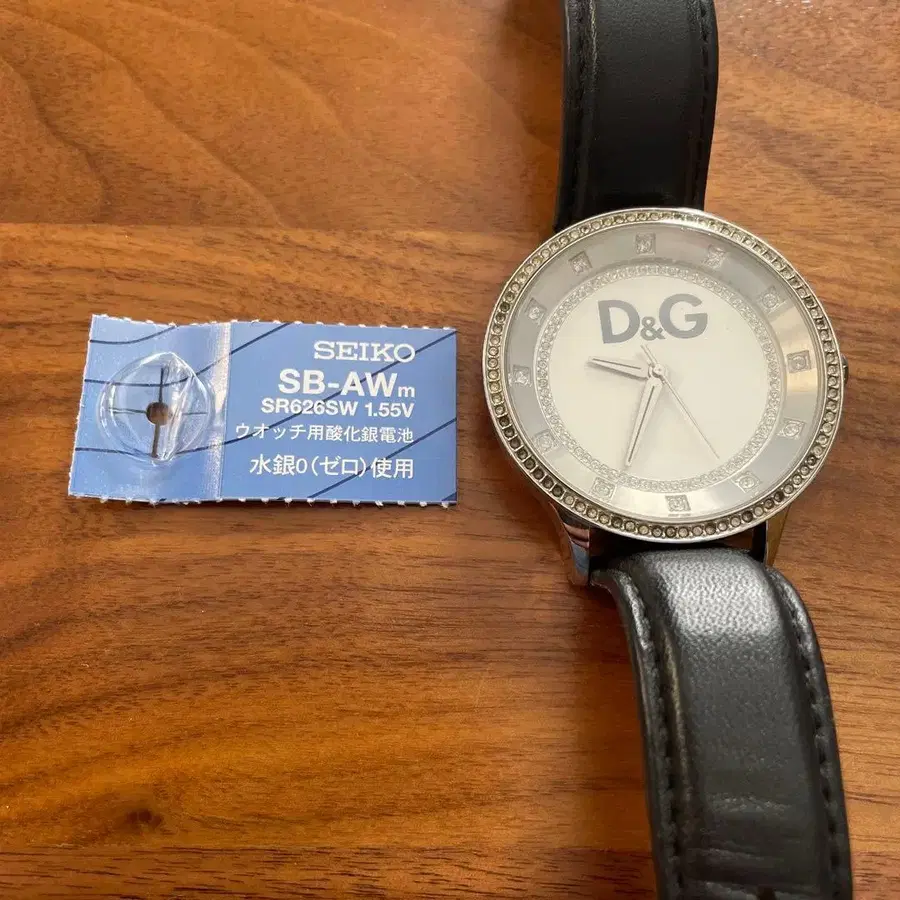 SEIKO
SB-AWm
SR626SW 1.55V
ウオッチ用酸化銀電池
水銀0(ゼロ)使用
D&G